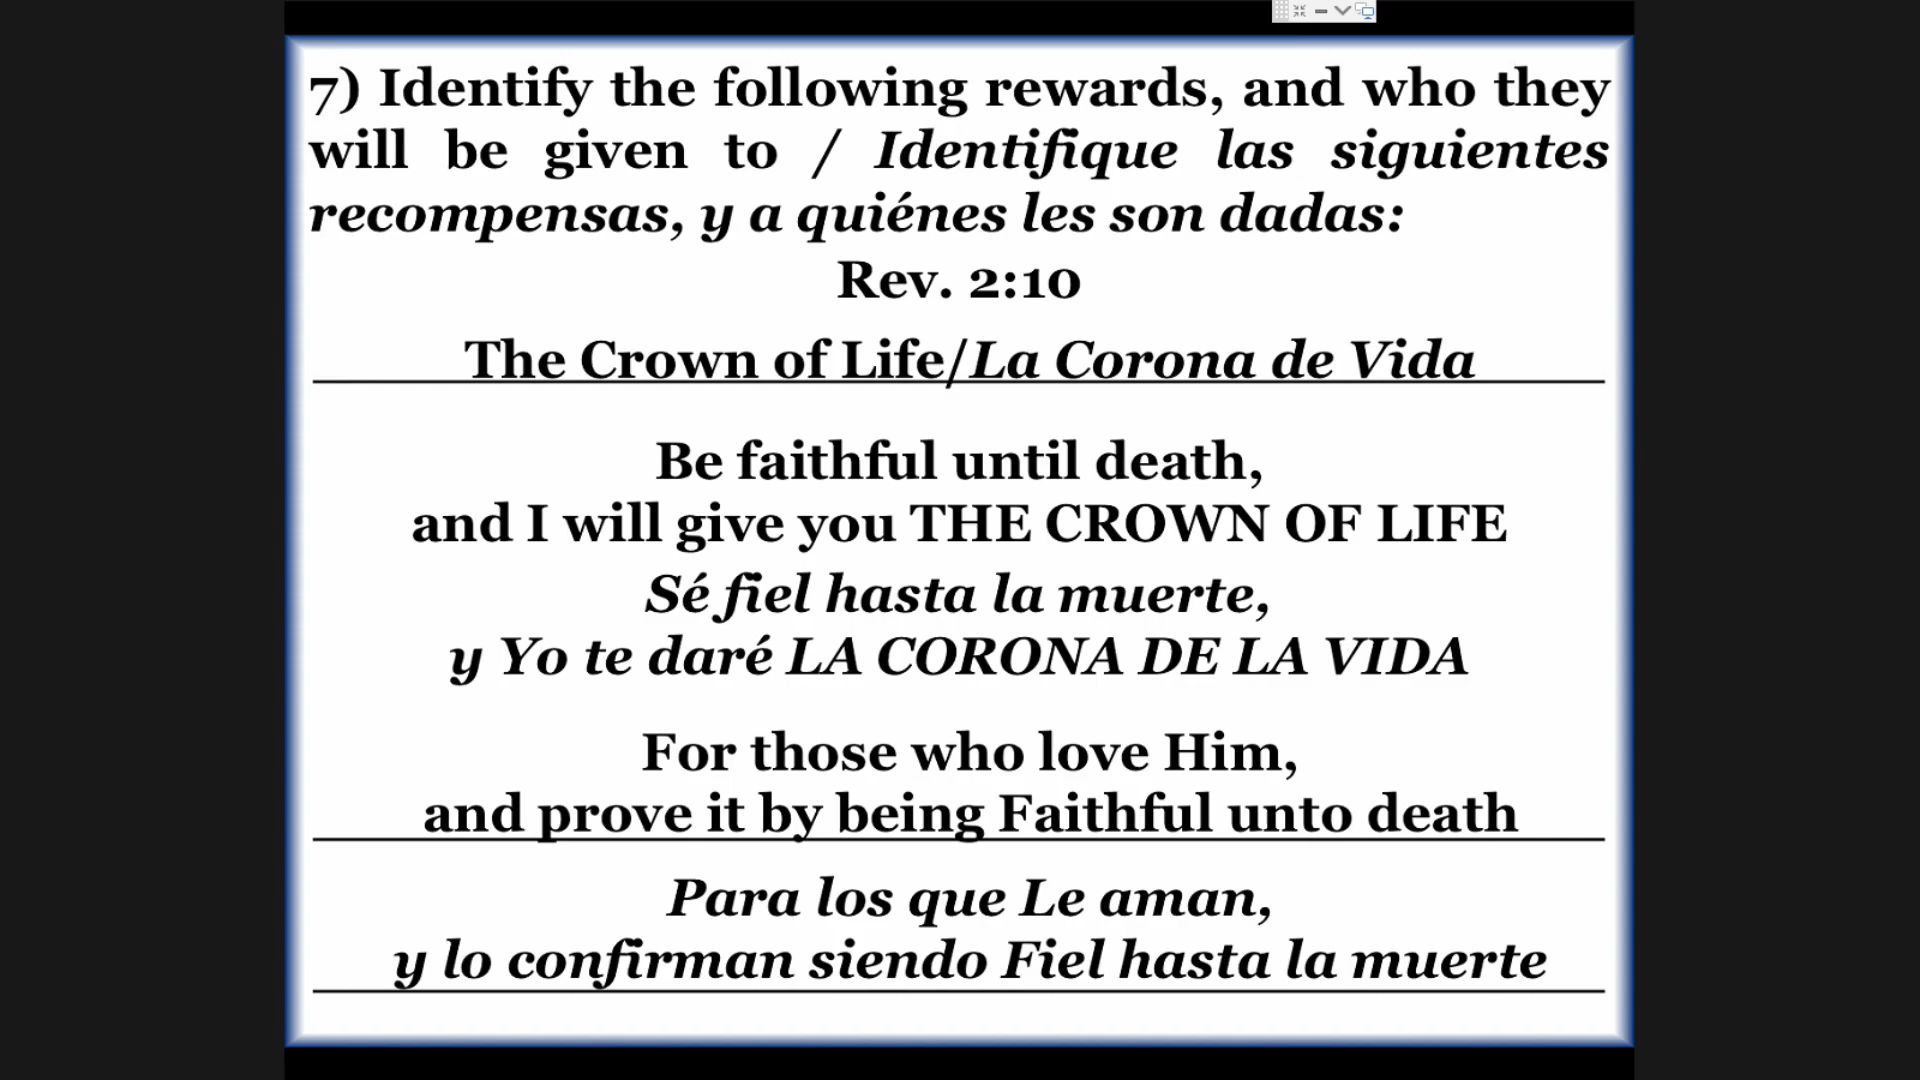 7) Identify the following rewards, and who they
will be given to / Identifique las siguientes
recompensas, y a quiénes les son dadas:
Rev. 2:10
The Crown of Life/La Corona de Vida
Be faithful until death,
and I will give you THE CROWN OF LIFE
Sé fiel hasta la muerte,
y Yo te daré LA CORONA DE LA VIDA
For those who love Him,
and prove it by being Faithful unto death
Para los que Le aman,
y lo confirman siendo Fiel hasta la muerte